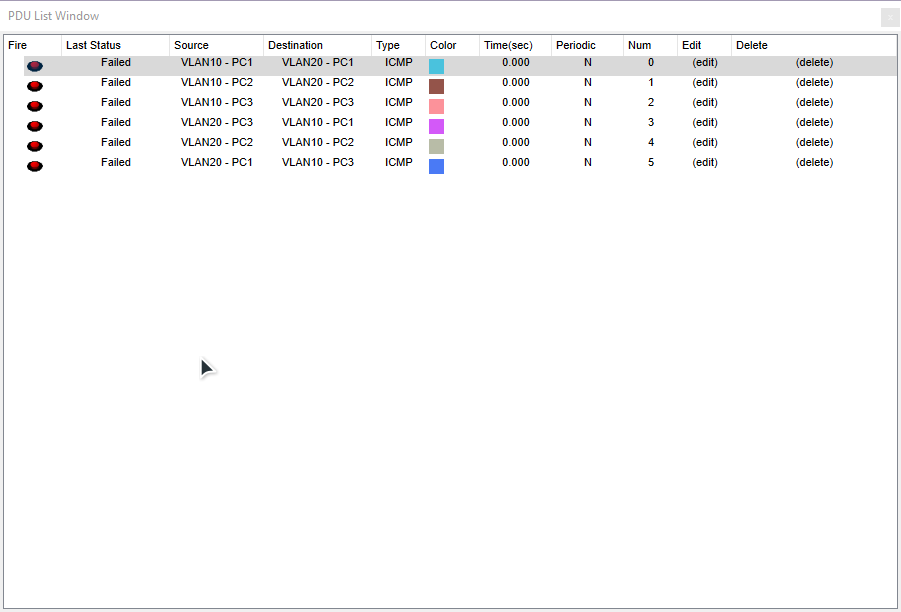 PDU List Window
Fire Last Status Source Destination Type Color Time(sec) Periodic Num Edit Delete
Failed VLAN10 - PC1 VLAN20 - PC1 ICMP 0.000 N 0 (edit) (delete)
Failed VLAN10 - PC2 VLAN20 - PC2 ICMP 0.000 N 1 (edit) (delete)
Failed VLAN10 - PC3 VLAN20 - PC3 ICMP 0.000 N 2 (edit) (delete)
Failed VLAN20 - PC3 VLAN10 - PC1 ICMP 0.000 N 3 (edit) (delete)
Failed VLAN20 - PC2 VLAN10 - PC2 ICMP 0.000 N 4 (edit) (delete)
Failed VLAN20 - PC1 VLAN10 - PC3 ICMP 0.000 N 5 (edit) (delete)